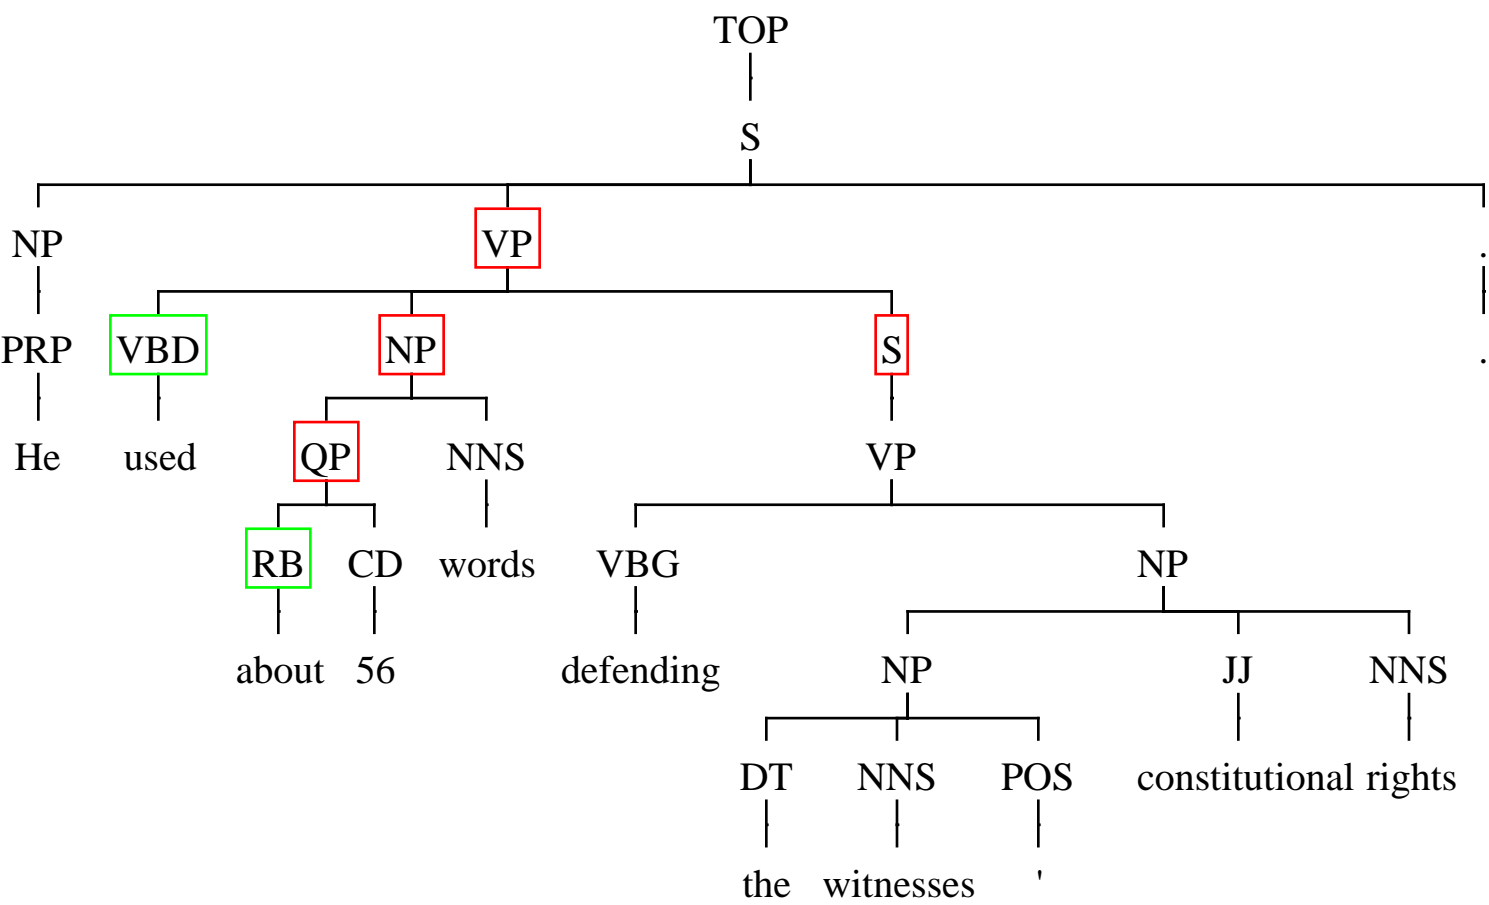 TOP
S
NP VP .
PRP VBD NP S .
He used QP NNS VP
RB CD words VBG NP
about 56 defending NP JJ NNS
DT NNS POS constitutional rights
the witnesses '